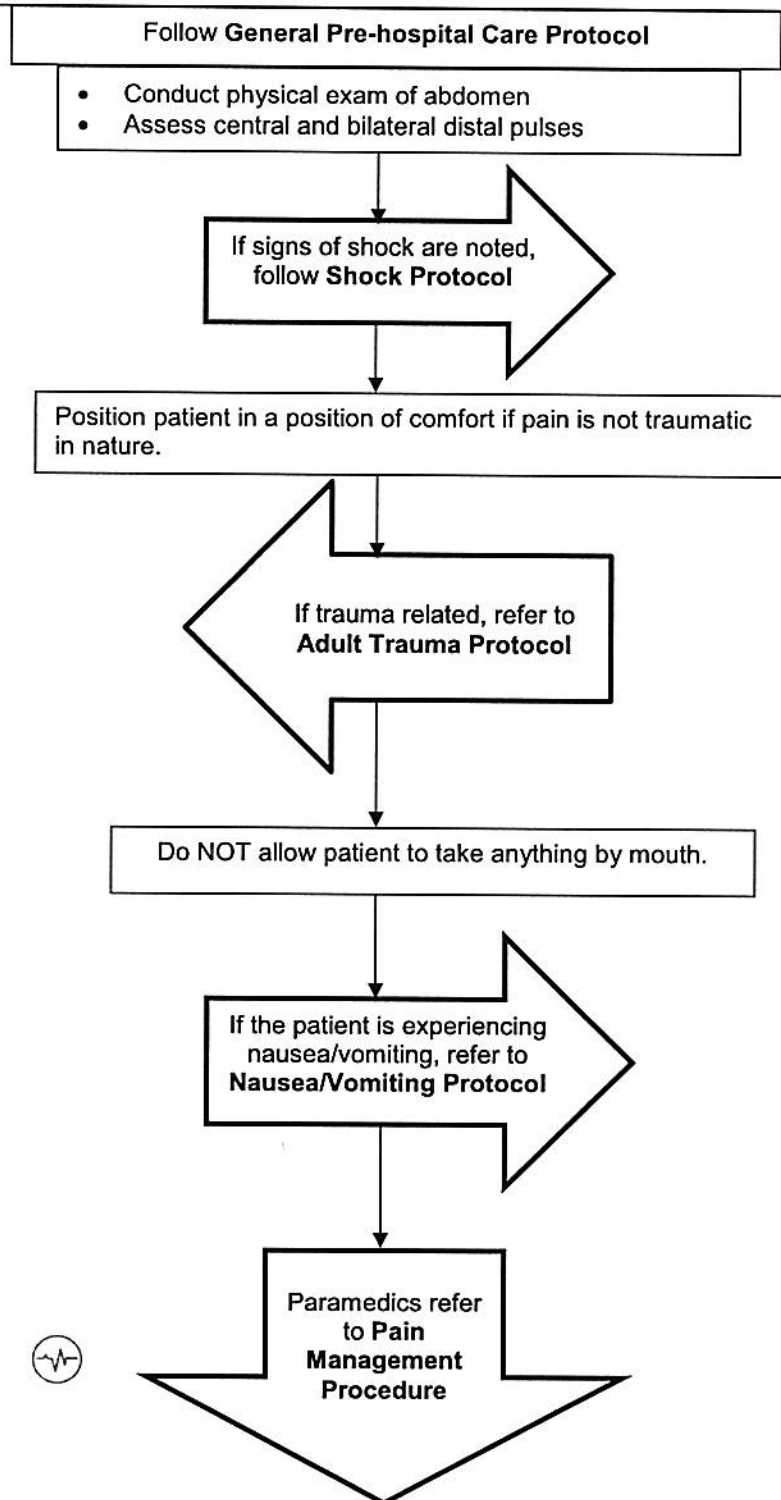 Follow General Pre-hospital Care Protocol
• Conduct physical exam of abdomen
• Assess central and bilateral distal pulses
If signs of shock are noted,
follow Shock Protocol
Position patient in a position of comfort if pain is not traumatic
in nature.
If trauma related, refer to
Adult Trauma Protocol
Do NOT allow patient to take anything by mouth.
If the patient is experiencing
nausea/vomiting, refer to
Nausea/Vomiting Protocol
Paramedics refer
to Pain
Management
Procedure